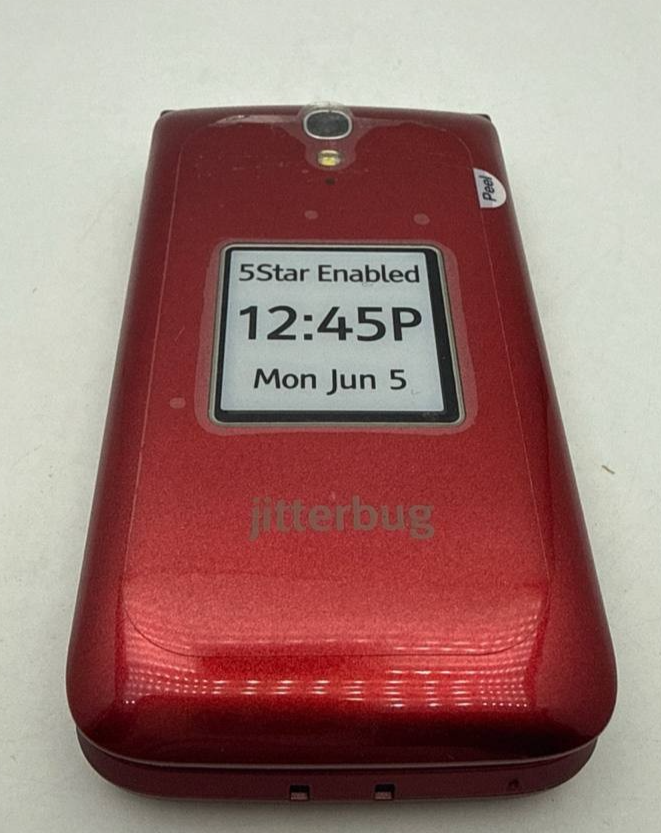 Peel
5Star Enabled
12:45P
Mon Jun 5
jitterbug